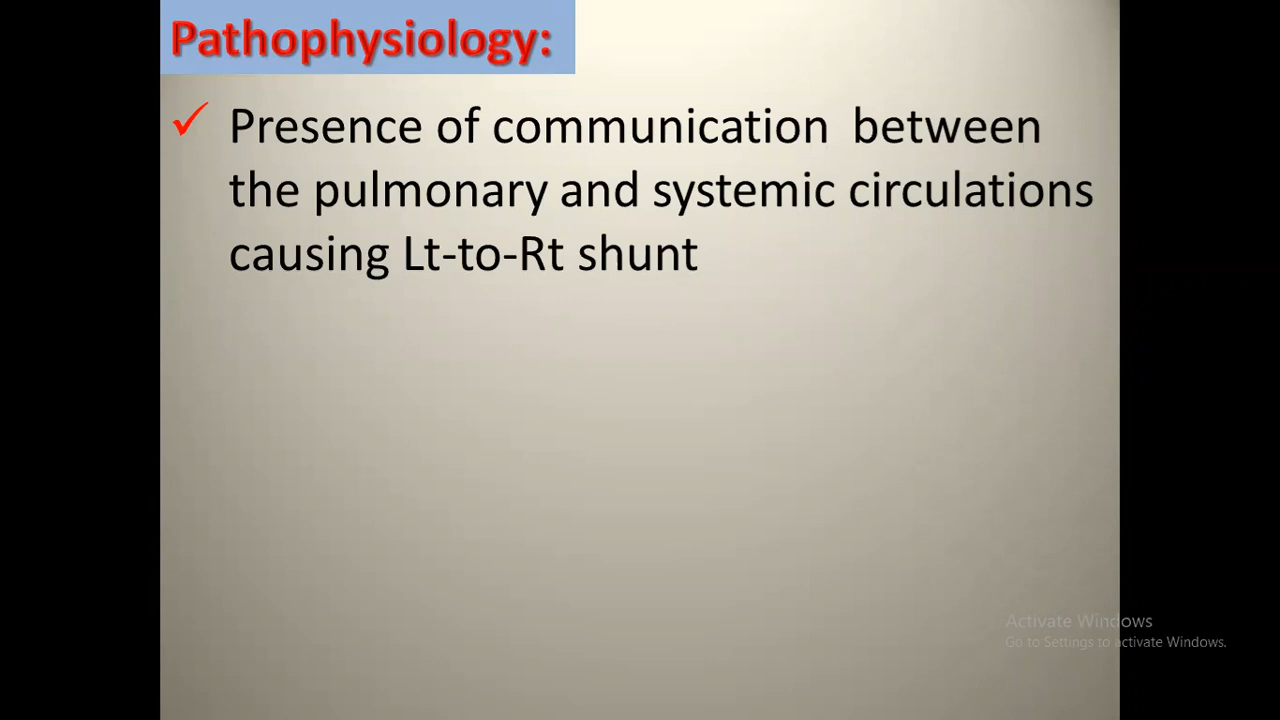 Pathophysiology:
✓ Presence of communication between
the pulmonary and systemic circulations
causing Lt-to-Rt shunt
Activate Windows
Go to Settings to activate Windows.